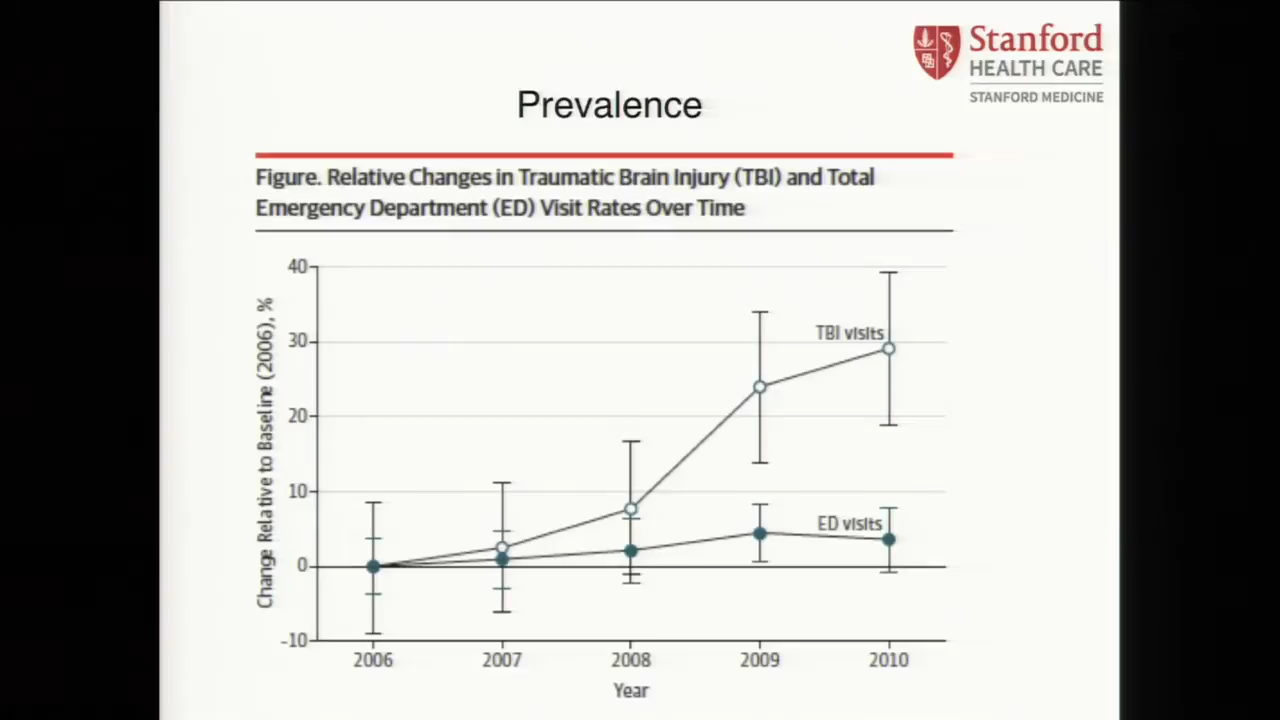 Stanford
HEALTH CARE
STANFORD MEDICINE
Prevalence
Figure. Relative Changes in Traumatic Brain Injury (TBI) and Total
Emergency Department (ED) Visit Rates Over Time
Change Relative to Baseline (2006), %
40
30
20
10
0
-10
TBI visits
ED visits
2006 2007 2008 2009 2010
Year